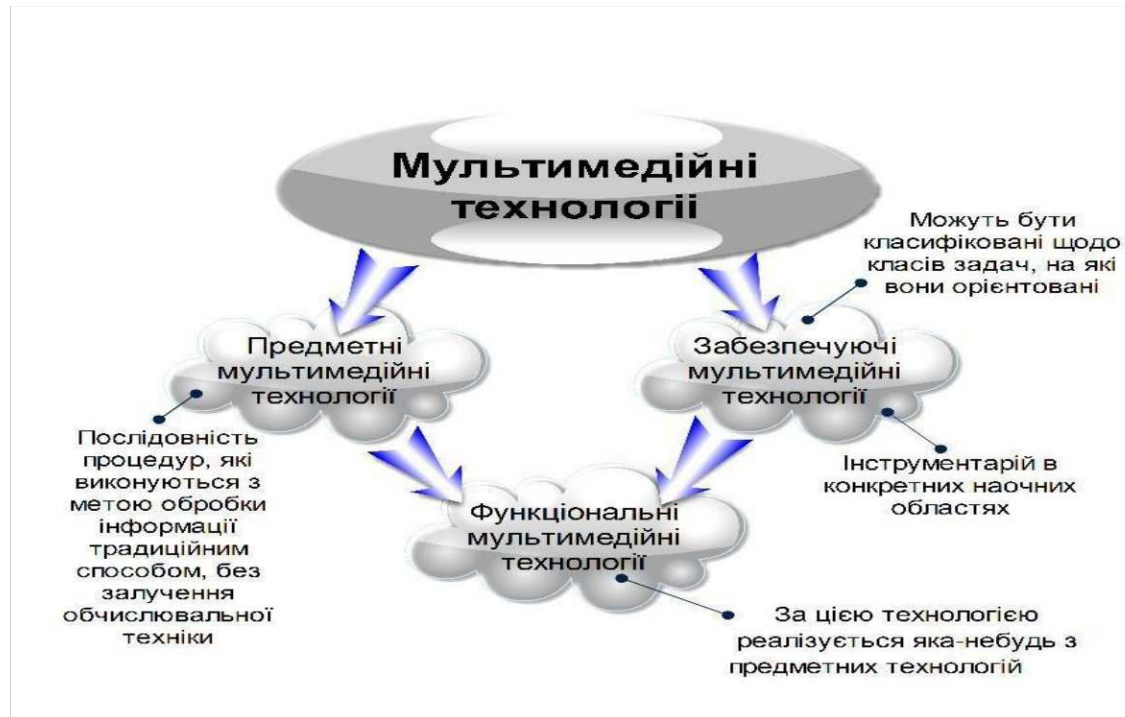 Мультимедійні
технологіі
Можуть бути
класифіковані щодо
класів задач, на які
вони орієнтовані
Предметні
мультимедійні
технології
Забезпечуючі
мультимедійні
технології
Послідовність
процедур, які
виконуються з
метою обробки
інформації
традиційним
способом, без
залучення
обчислювальної
техніки
Інструментарій в
конкретних наочних
областях
Функціональні
мультимедійні
технології
За цією технологією
реалізується яка-небудь з
предметних технологій